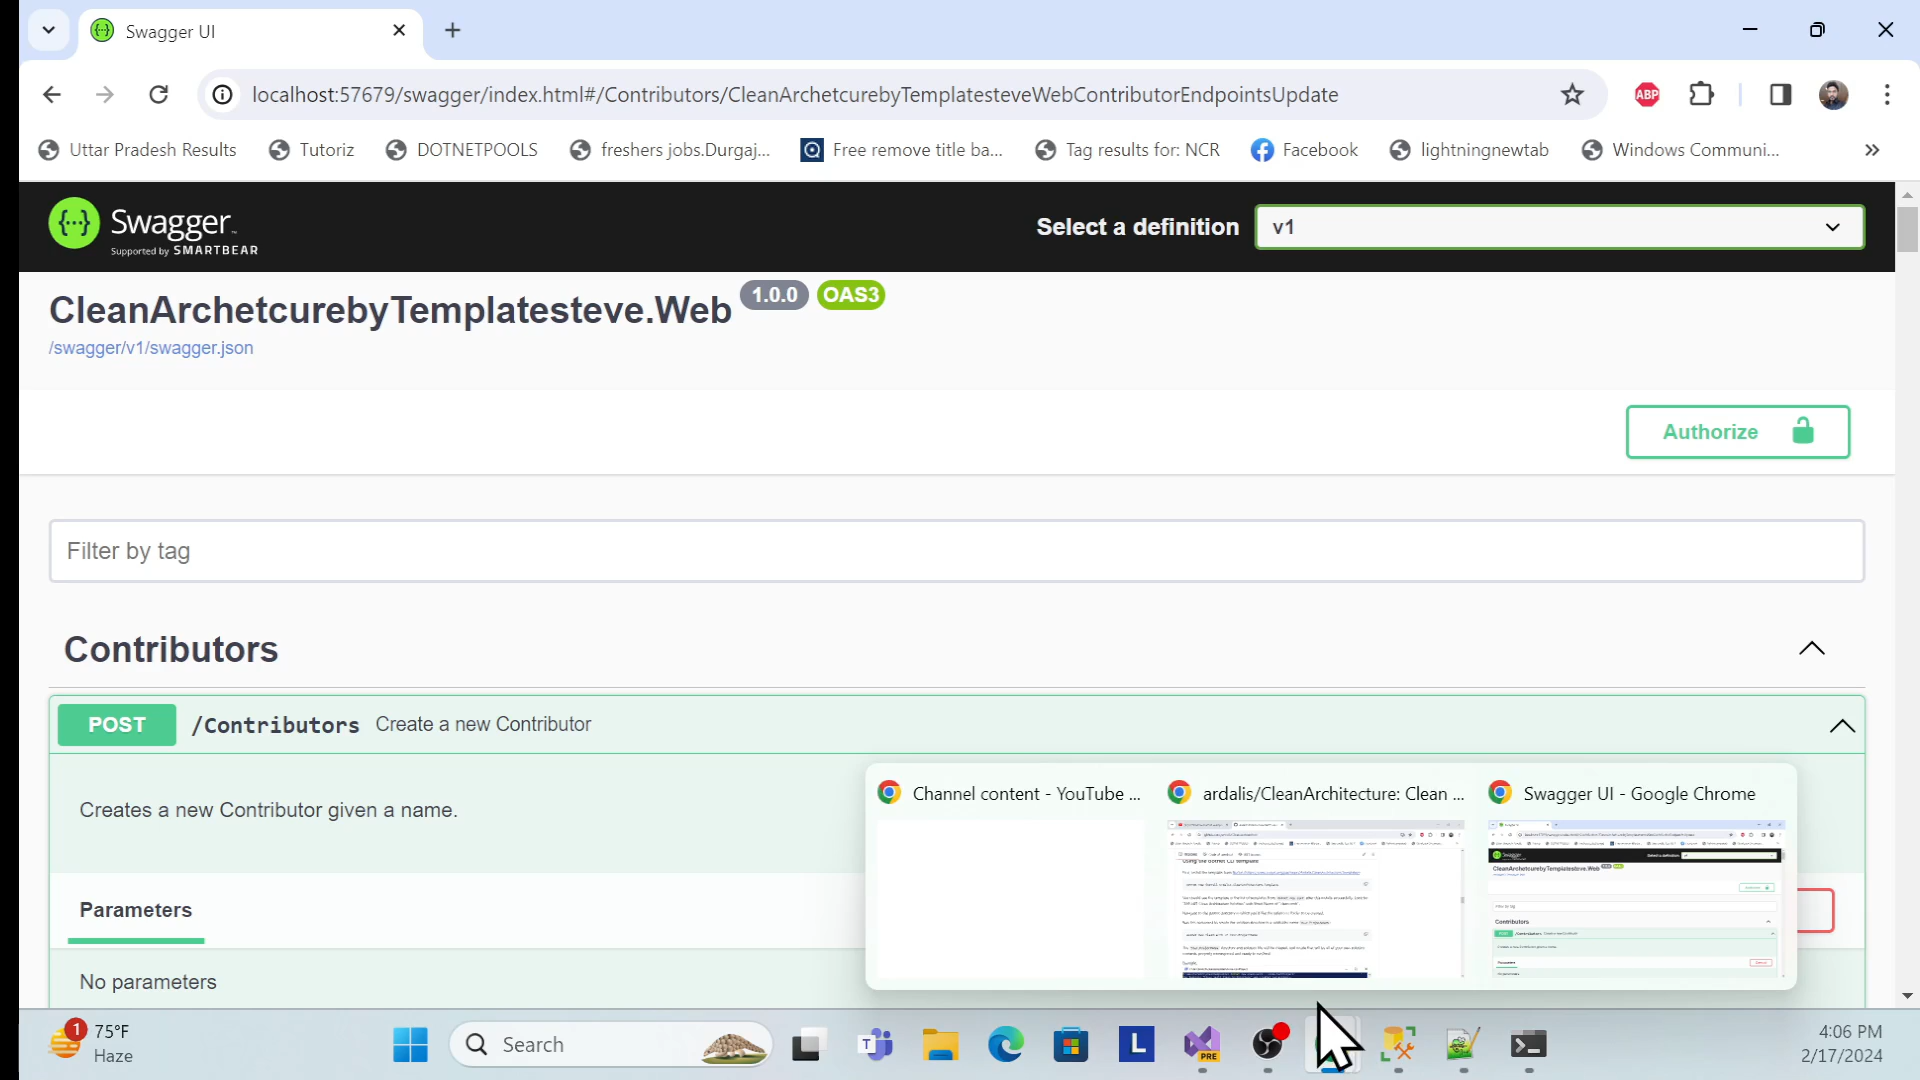 Swagger UI
localhost:57679/swagger/index.html#/Contributors/CleanArchetcurebyTemplatesteveWebContributorEndpointsUpdate
ABP
Uttar Pradesh Results
Tutoriz
DOTNETPOOLS
freshers jobs.Durgaj...
Free remove title ba...
Tag results for: NCR
Facebook
lightningnewtab
Windows Communi...
Swagger
Supported by SMARTBEAR
Select a definition
v1
CleanArchetcurebyTemplatesteve.Web 1.0.0 OAS3
/swagger/v1/swagger.json
Authorize
Filter by tag
Contributors
POST /Contributors Create a new Contributor
Creates a new Contributor given a name.
Channel content - YouTube ...
ardalis/CleanArchitecture: Clean ...
Swagger UI - Google Chrome
Parameters
No parameters
1
75°F
Haze
Search
L
PRE
4:06 PM
2/17/2024